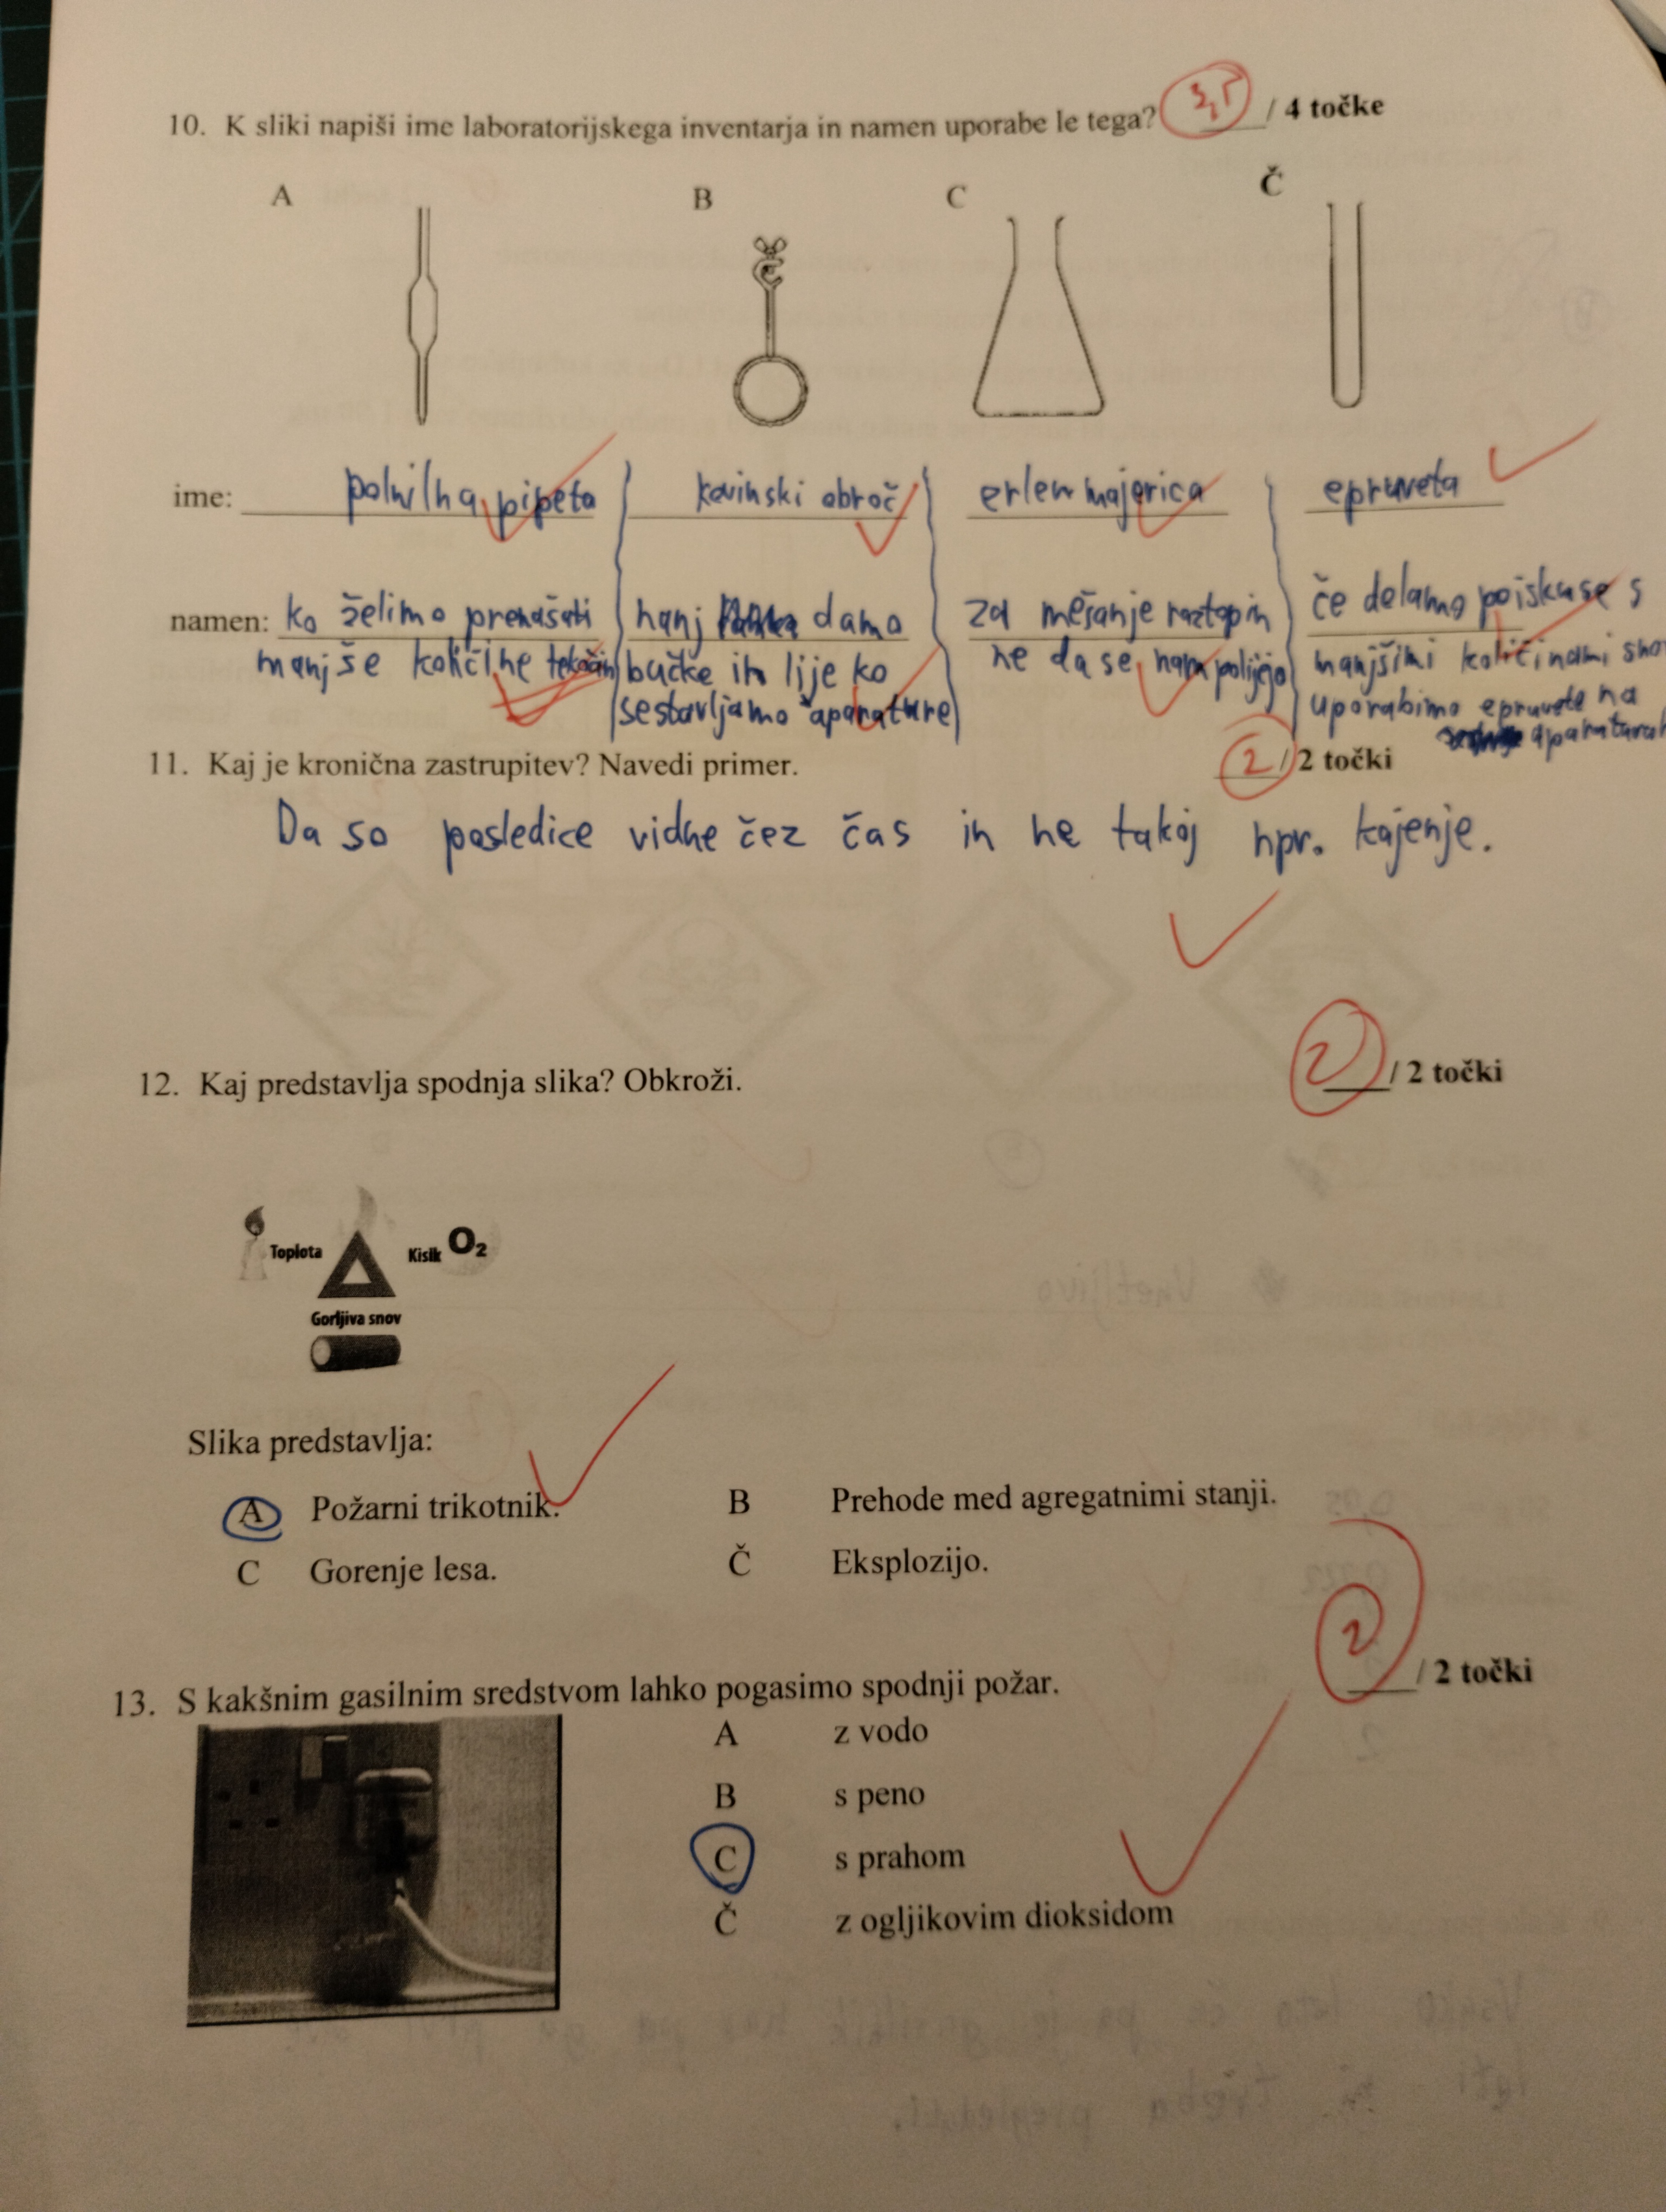 10. K sliki napiši ime laboratorijskega inventarja in namen uporabe le tega? 3,5 / 4 točke
A B C Č
ime: polnilna pipeta kovinski obroč erlenmajerica epruveta
namen: ko želimo prenašati manjše količine tekočin
nanj damo bučke in lije ko sestavljamo aparature
za mešanje raztopin ne da se nam polijejo
če delamo poiskuse s manjšimi količinami sno
uporabimo epruvete na aparaturah
11. Kaj je kronična zastrupitev? Navedi primer. 2 / 2 točki
Da so posledice vidne čez čas in ne takoj npr. kajenje.
12. Kaj predstavlja spodnja slika? Obkroži. 2 / 2 točki
Toplota Kisik O₂
Gorljiva snov
Slika predstavlja:
A Požarni trikotnik. B Prehode med agregatnimi stanji.
C Gorenje lesa. Č Eksplozijo.
13. S kakšnim gasilnim sredstvom lahko pogasimo spodnji požar. 2 / 2 točki
A z vodo
B s peno
C s prahom
Č z ogljikovim dioksidom